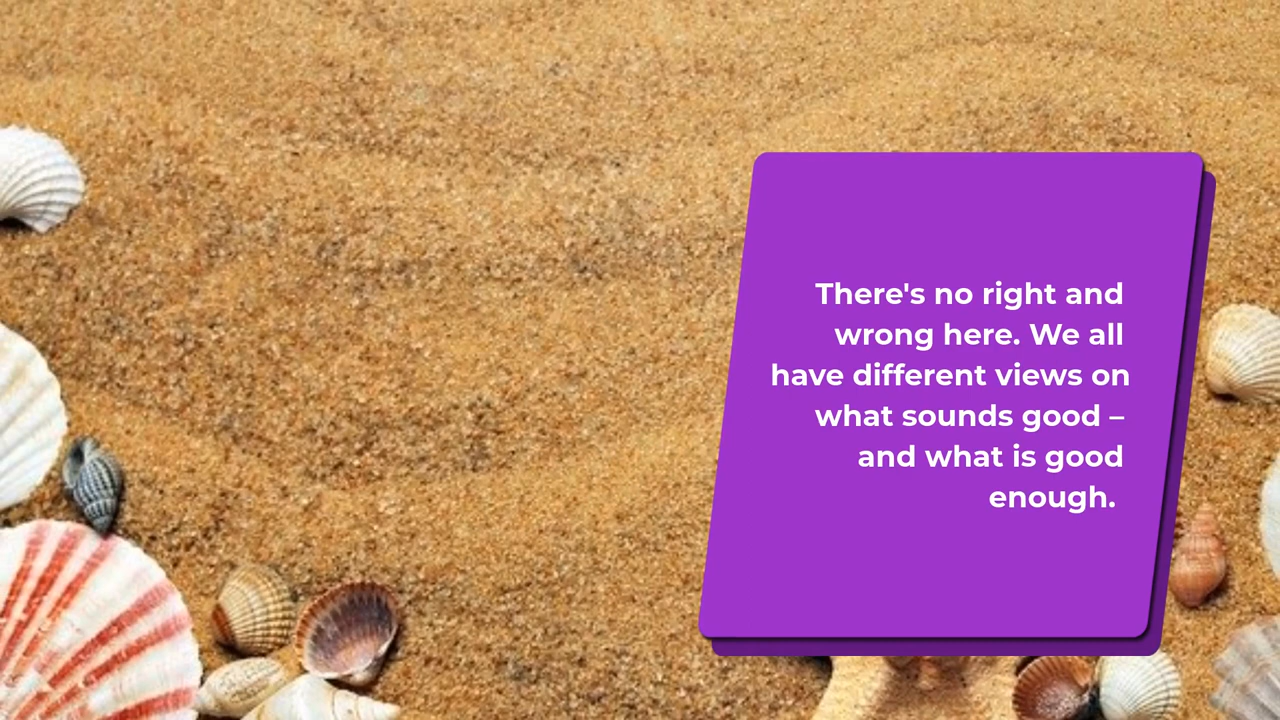 There's no right and
wrong here. We all
have different views on
what sounds good –
and what is good
enough.